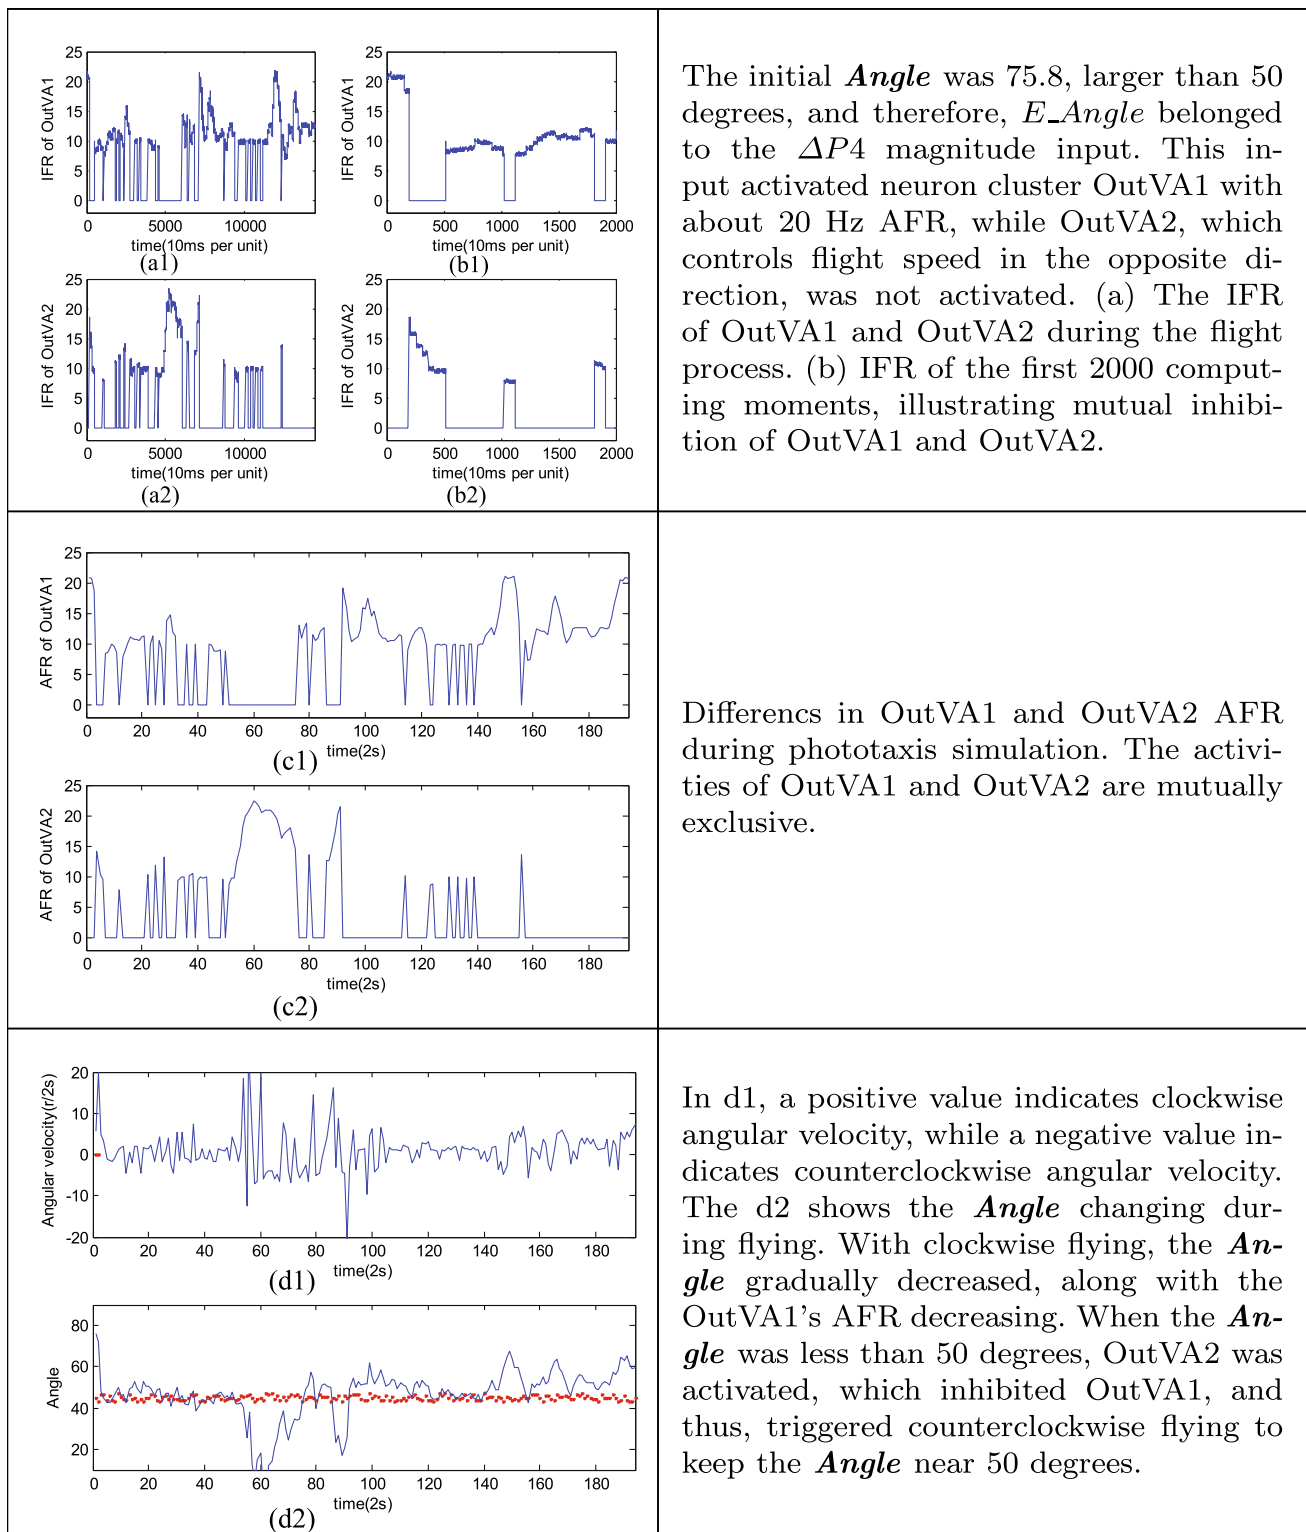 25
20
15
10
5
0
IFR of OutVA1
0 5000 10000
time(10ms per unit)
(a1)
25
20
15
10
5
0
IFR of OutVA1
0 500 1000 1500 2000
time(10ms per unit)
(b1)
25
20
15
10
5
0
IFR of OutVA2
0 5000 10000
time(10ms per unit)
(a2)
25
20
15
10
5
0
IFR of OutVA2
0 500 1000 1500 2000
time(10ms per unit)
(b2)
The initial Angle was 75.8, larger than 50
degrees, and therefore, E_Angle belonged
to the ΔP4 magnitude input. This in-
put activated neuron cluster OutVA1 with
about 20 Hz AFR, while OutVA2, which
controls flight speed in the opposite di-
rection, was not activated. (a) The IFR
of OutVA1 and OutVA2 during the flight
process. (b) IFR of the first 2000 comput-
ing moments, illustrating mutual inhibi-
tion of OutVA1 and OutVA2.
25
20
15
10
5
0
AFR of OutVA1
0 20 40 60 80 100 120 140 160 180
time(2s)
(c1)
25
20
15
10
5
0
AFR of OutVA2
0 20 40 60 80 100 120 140 160 180
time(2s)
(c2)
Differencs in OutVA1 and OutVA2 AFR
during phototaxis simulation. The activi-
ties of OutVA1 and OutVA2 are mutually
exclusive.
20
10
0
-10
-20
Angular velocity(r/2s)
0 20 40 60 80 100 120 140 160 180
time(2s)
(d1)
80
60
40
20
Angle
0 20 40 60 80 100 120 140 160 180
time(2s)
(d2)
In d1, a positive value indicates clockwise
angular velocity, while a negative value in-
dicates counterclockwise angular velocity.
The d2 shows the Angle changing dur-
ing flying. With clockwise flying, the An-
gle gradually decreased, along with the
OutVA1's AFR decreasing. When the An-
gle was less than 50 degrees, OutVA2 was
activated, which inhibited OutVA1, and
thus, triggered counterclockwise flying to
keep the Angle near 50 degrees.